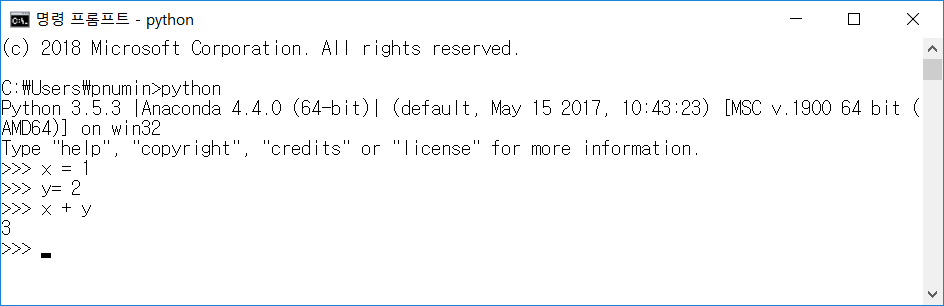 명령 프롬프트 - python
(c) 2018 Microsoft Corporation. All rights reserved.
C:₩Users₩pnumin>python
Python 3.5.3 |Anaconda 4.4.0 (64-bit)| (default, May 15 2017, 10:43:23) [MSC v.1900 64 bit (
AMD64)] on win32
Type "help", "copyright", "credits" or "license" for more information.
>>> x = 1
>>> y= 2
>>> x + y
3
>>>